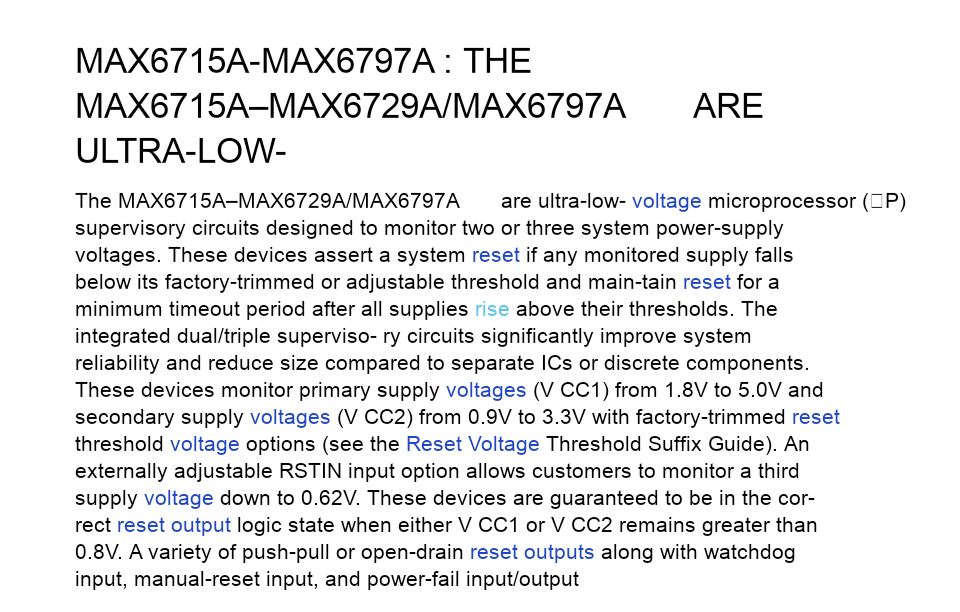 MAX6715A-MAX6797A : THE
MAX6715A–MAX6729A/MAX6797A ARE
ULTRA-LOW-
The MAX6715A–MAX6729A/MAX6797A are ultra-low- voltage microprocessor (□P)
supervisory circuits designed to monitor two or three system power-supply
voltages. These devices assert a system reset if any monitored supply falls
below its factory-trimmed or adjustable threshold and main-tain reset for a
minimum timeout period after all supplies rise above their thresholds. The
integrated dual/triple superviso- ry circuits significantly improve system
reliability and reduce size compared to separate ICs or discrete components.
These devices monitor primary supply voltages (V CC1) from 1.8V to 5.0V and
secondary supply voltages (V CC2) from 0.9V to 3.3V with factory-trimmed reset
threshold voltage options (see the Reset Voltage Threshold Suffix Guide). An
externally adjustable RSTIN input option allows customers to monitor a third
supply voltage down to 0.62V. These devices are guaranteed to be in the cor-
rect reset output logic state when either V CC1 or V CC2 remains greater than
0.8V. A variety of push-pull or open-drain reset outputs along with watchdog
input, manual-reset input, and power-fail input/output